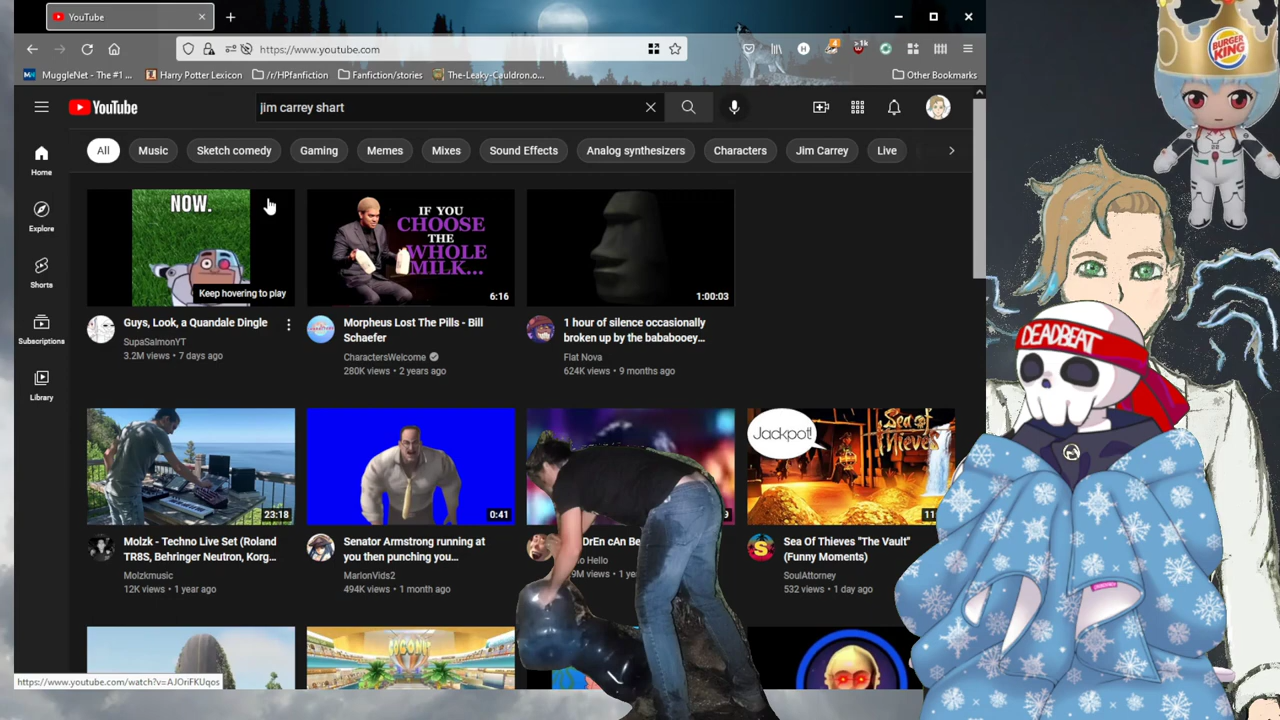 YouTube
https://www.youtube.com
4
>1k
MuggleNet - The #1 ...
Harry Potter Lexicon
/r/HPfanfiction
Fanfiction/stories
The-Leaky-Cauldron.o...
Other Bookmarks
YouTube
jim carrey shart
All
Music
Sketch comedy
Gaming
Memes
Mixes
Sound Effects
Analog synthesizers
Characters
Jim Carrey
Live
Home
Explore
Shorts
Subscriptions
Library
NOW.
Keep hovering to play
IF YOU
CHOOSE
THE
WHOLE
MILK...
6:16
1:00:03
Guys, Look, a Quandale Dingle
SupaSalmonYT
3.2M views • 7 days ago
Morpheus Lost The Pills - Bill
Schaefer
CharactersWelcome
280K views • 2 years ago
1 hour of silence occasionally
broken up by the bababooey...
Flat Nova
624K views • 9 months ago
23:18
0:41
Jackpot!
Sea of
Thieves
Molzk - Techno Live Set (Roland
TR8S, Behringer Neutron, Korg...
Molzkmusic
12K views • 1 year ago
Senator Armstrong running at
you then punching you...
MarlonVids2
494K views • 1 month ago
DrEn cAn Be
Hello
Sea Of Thieves "The Vault"
(Funny Moments)
SoulAttorney
532 views • 1 day ago
COCONUT
https://www.youtube.com/watch?v=AJOriFKUqos
BURGER
KING
DEADBEAT